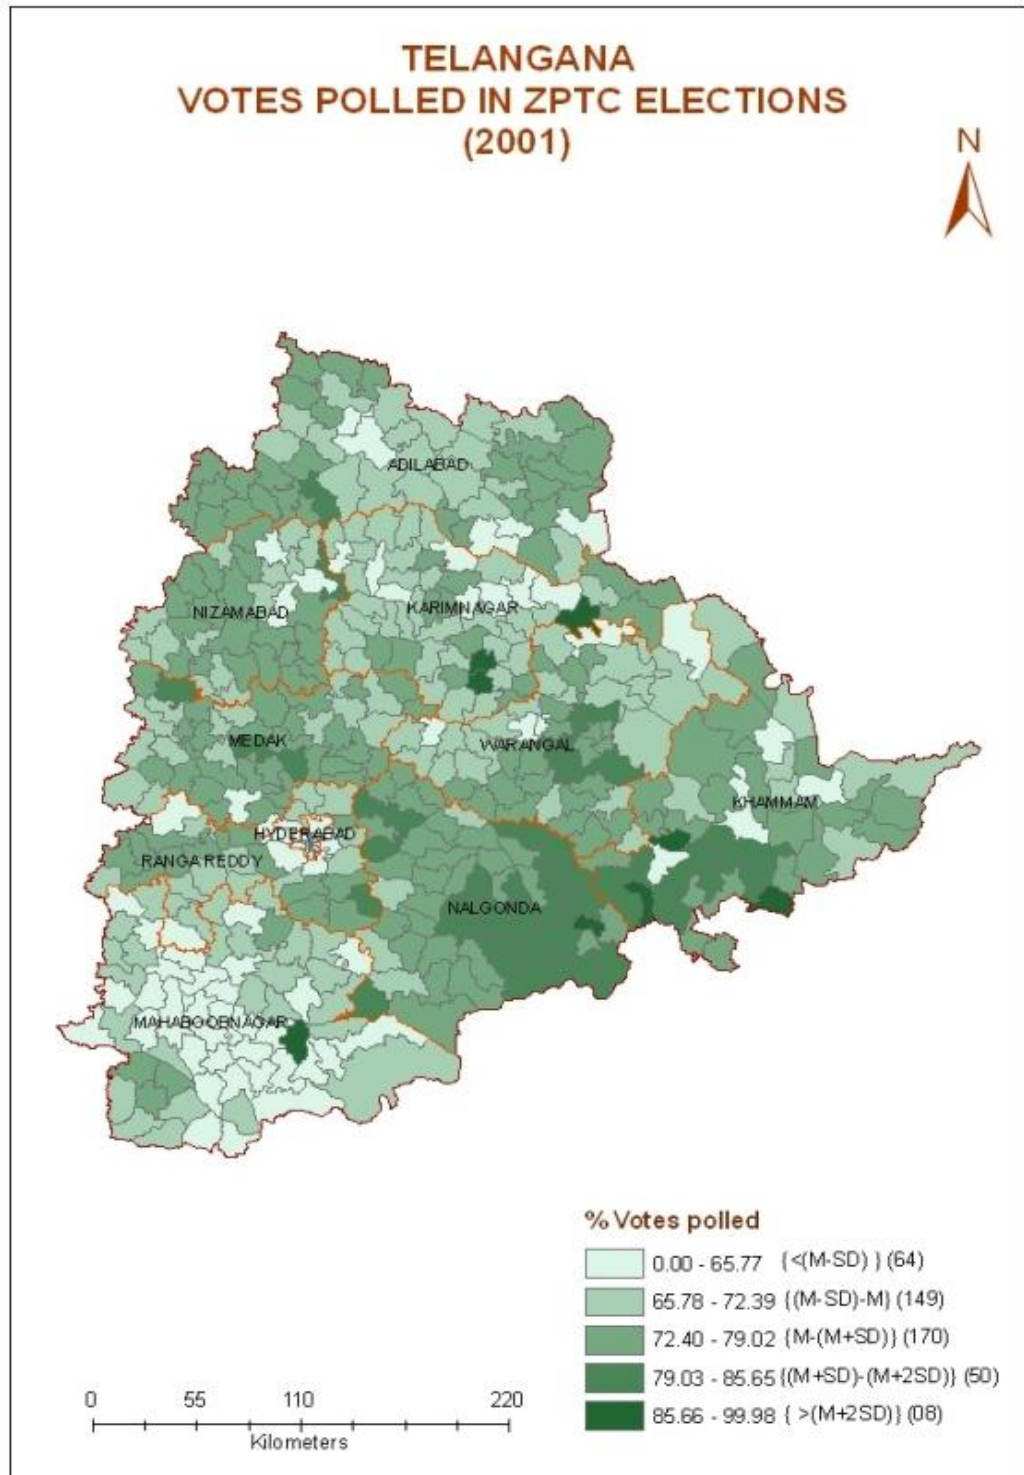 TELANGANA
VOTES POLLED IN ZPTC ELECTIONS
(2001)
N
ADILABAD
NIZAMABAD
KARIMNAGAR
MEDAK
WARANGAL
KHAMMAM
HYDERABAD
RANGA REDDY
NALGONDA
MAHABOOBNAGAR
% Votes polled
0.00 - 65.77 {<(M-SD) } (64)
65.78 - 72.39 {(M-SD)-M} (149)
72.40 - 79.02 {M-(M+SD)} (170)
79.03 - 85.65 {(M+SD)-(M+2SD)} (50)
85.66 - 99.98 { >(M+2SD)} (08)
0 55 110 220
Kilometers